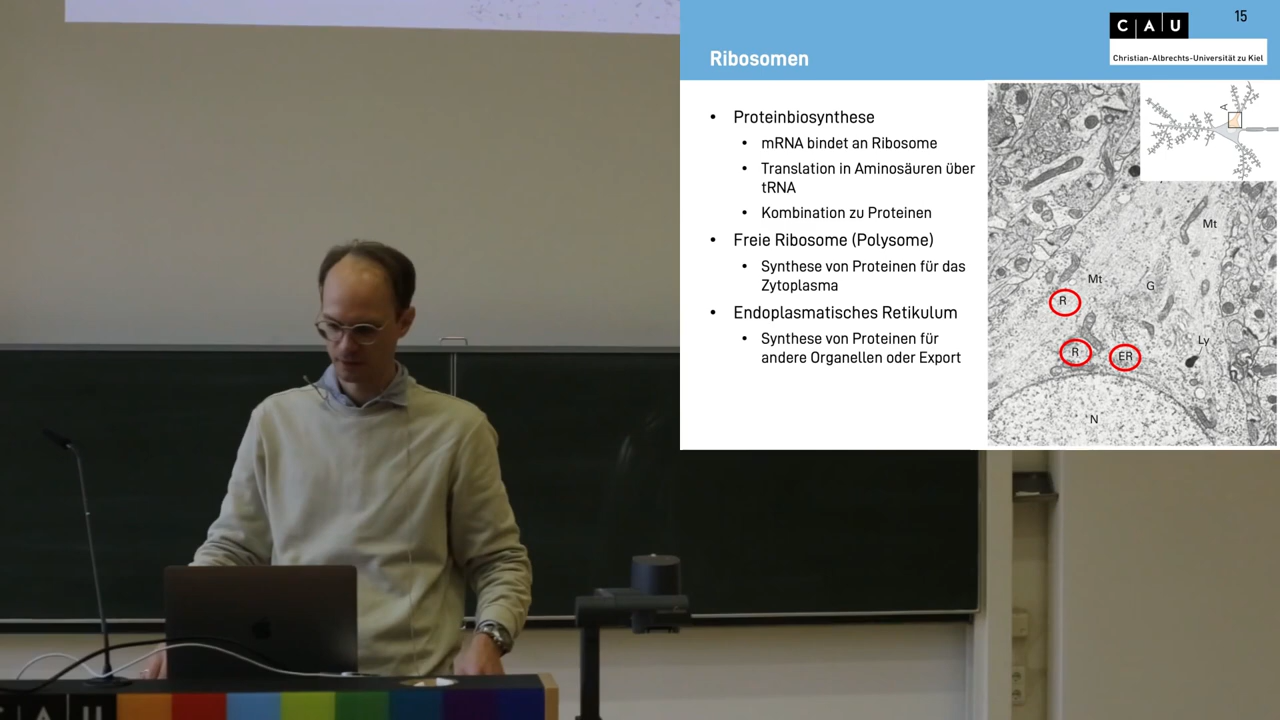 15
C A U
Christian-Albrechts-Universität zu Kiel
Ribosomen
• Proteinbiosynthese
• mRNA bindet an Ribosome
• Translation in Aminosäuren über
tRNA
• Kombination zu Proteinen
• Freie Ribosome (Polysome)
• Synthese von Proteinen für das
Zytoplasma
• Endoplasmatisches Retikulum
• Synthese von Proteinen für
andere Organellen oder Export
A
Mt
Mt
G
R
Ly
R
ER
N
C A U